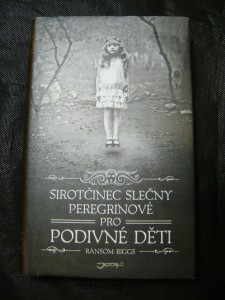 SIROTČINEC SLEČNY
PEREGRINOVÉ
PRO
PODIVNÉ DĚTI
RANSOM RIGGS